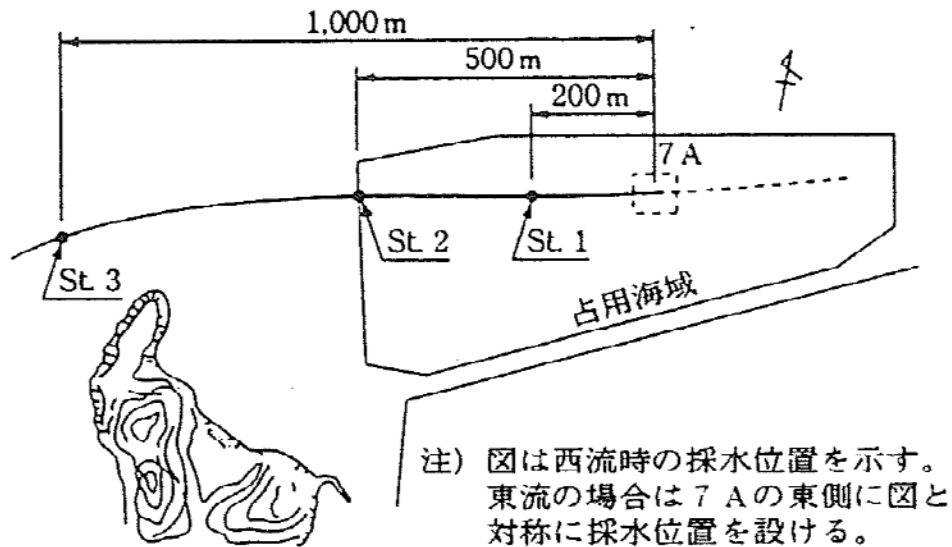 1,000 m
500 m
200 m
7 A
St. 2
St. 1
St. 3
占用海域
注) 図は西流時の採水位置を示す。
東流の場合は 7 A の東側に図と
対称に採水位置を設ける。